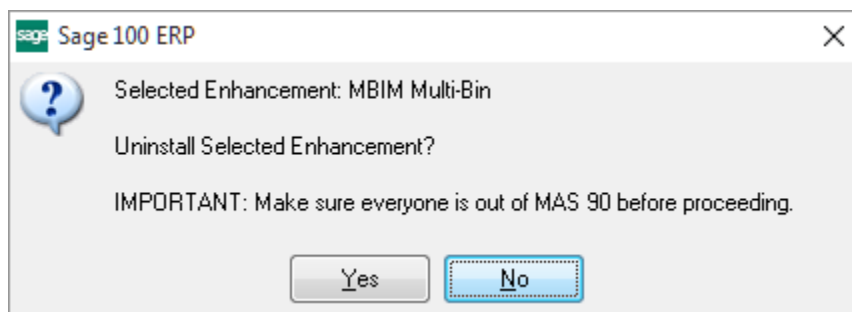 sage Sage 100 ERP
Selected Enhancement: MBIM Multi-Bin
Uninstall Selected Enhancement?
IMPORTANT: Make sure everyone is out of MAS 90 before proceeding.
Yes No